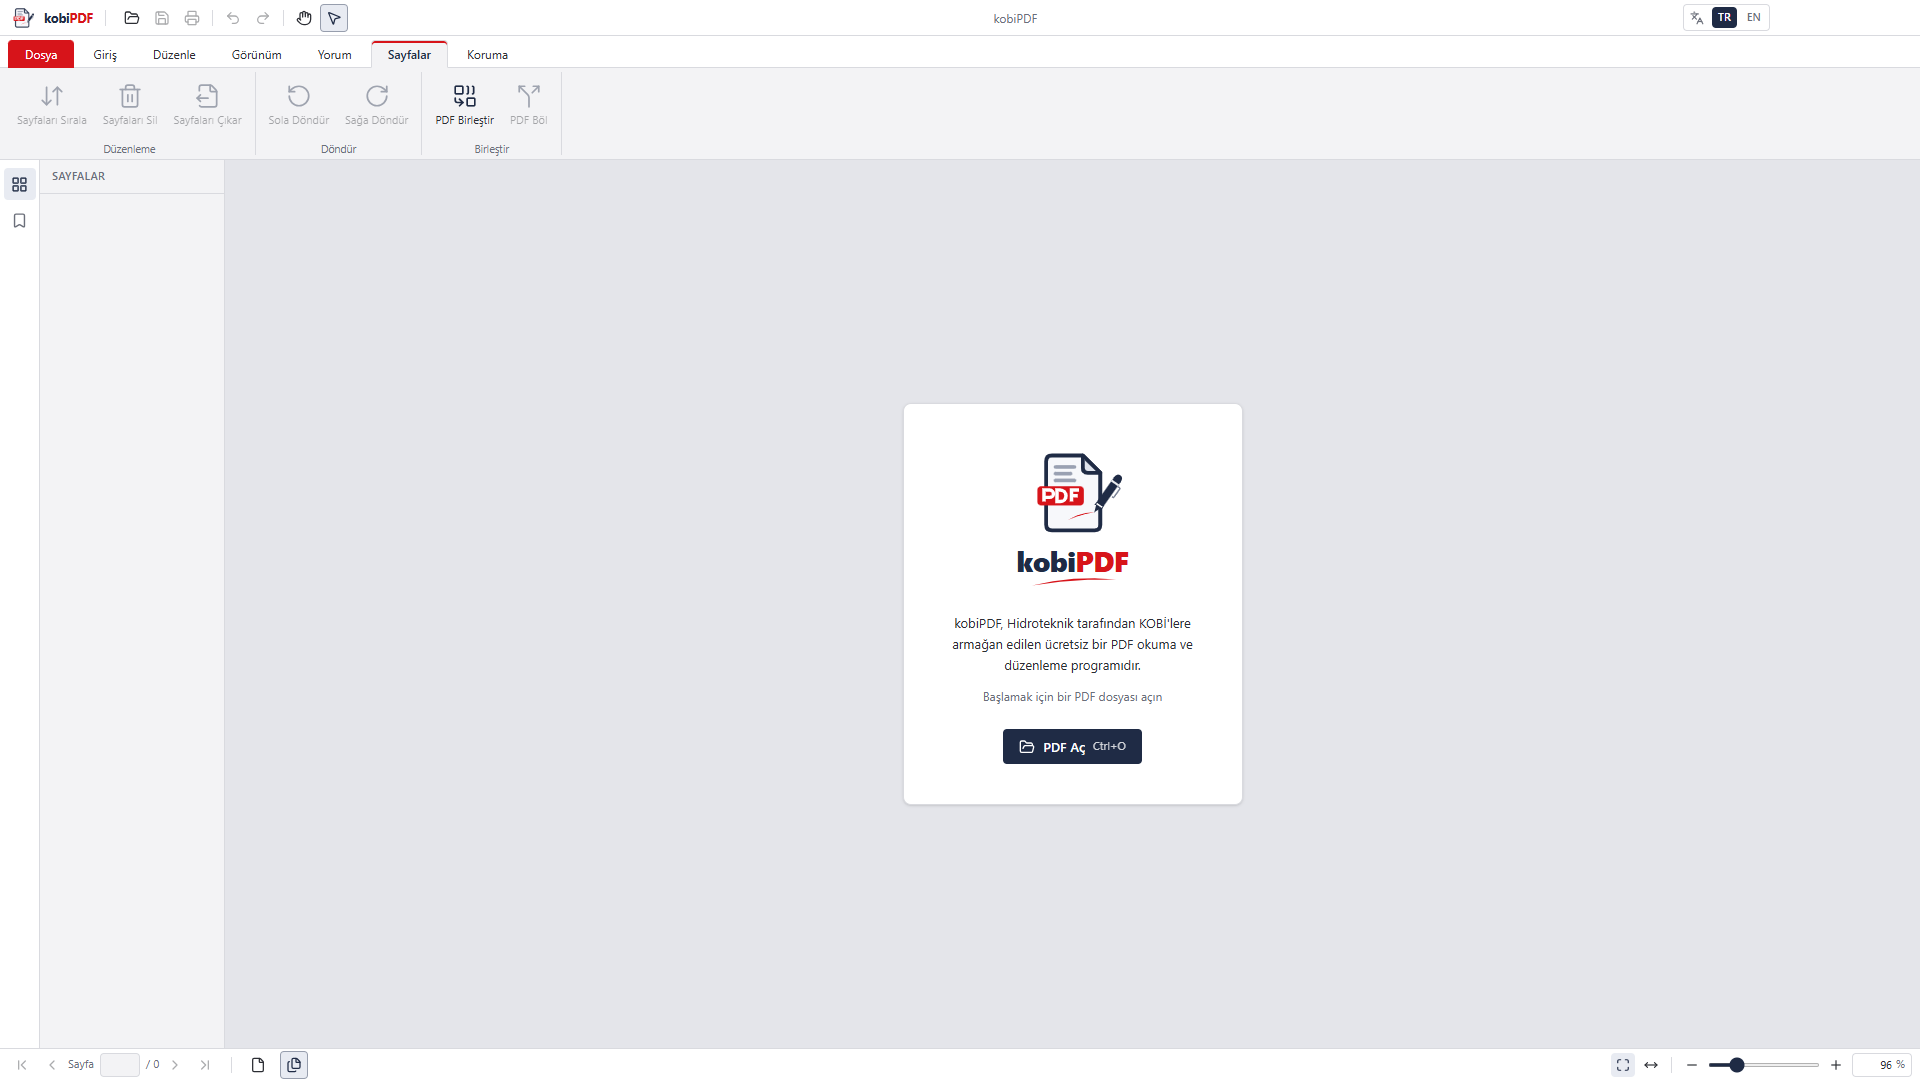 kobiPDF
kobiPDF
TR EN
Dosya Giriş Düzenle Görünüm Yorum Sayfalar Koruma
Sayfaları Sırala Sayfaları Sil Sayfaları Çıkar Sola Döndür Sağa Döndür PDF Birleştir PDF Böl
Düzenleme Döndür Birleştir
SAYFALAR
PDF
kobiPDF
kobiPDF, Hidroteknik tarafından KOBİ'lere
armağan edilen ücretsiz bir PDF okuma ve
düzenleme programıdır.
Başlamak için bir PDF dosyası açın
PDF Aç Ctrl+O
Sayfa / 0
96 %